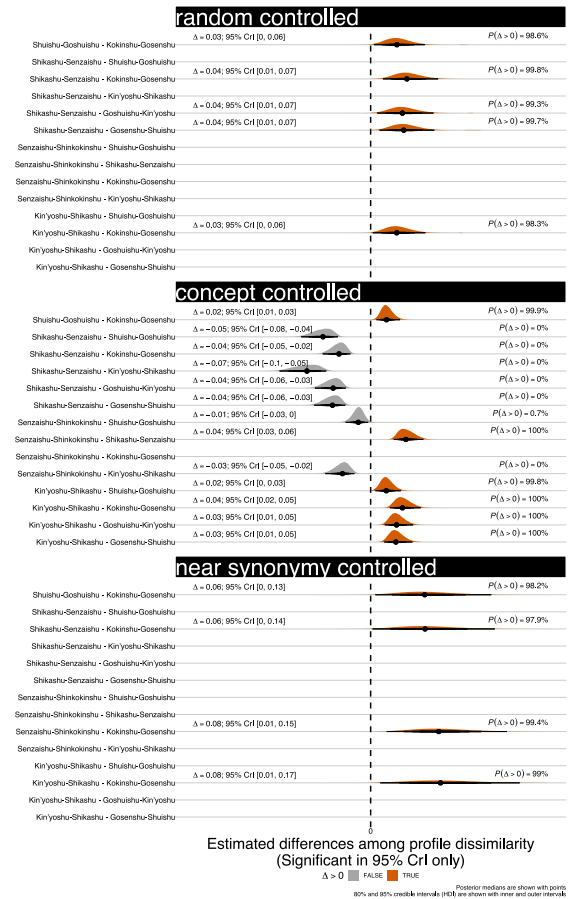 random controlled
Δ = 0.03; 95% CrI [0, 0.06] P(Δ > 0) = 98.6%
Shuishu-Goshuishu - Kokinshu-Gosenshu
Shikashu-Senzaishu - Shuishu-Goshuishu
Δ = 0.04; 95% CrI [0.01, 0.07] P(Δ > 0) = 99.8%
Shikashu-Senzaishu - Kokinshu-Gosenshu
Shikashu-Senzaishu - Kin'yoshu-Shikashu
Δ = 0.04; 95% CrI [0.01, 0.07] P(Δ > 0) = 99.3%
Shikashu-Senzaishu - Goshuishu-Kin'yoshu
Δ = 0.04; 95% CrI [0.01, 0.07] P(Δ > 0) = 99.7%
Shikashu-Senzaishu - Gosenshu-Shuishu
Senzaishu-Shinkokinshu - Shuishu-Goshuishu
Senzaishu-Shinkokinshu - Shikashu-Senzaishu
Senzaishu-Shinkokinshu - Kokinshu-Gosenshu
Senzaishu-Shinkokinshu - Kin'yoshu-Shikashu
Kin'yoshu-Shikashu - Shuishu-Goshuishu
Δ = 0.03; 95% CrI [0, 0.06] P(Δ > 0) = 98.3%
Kin'yoshu-Shikashu - Kokinshu-Gosenshu
Kin'yoshu-Shikashu - Goshuishu-Kin'yoshu
Kin'yoshu-Shikashu - Gosenshu-Shuishu
concept controlled
Δ = 0.02; 95% CrI [0.01, 0.03] P(Δ > 0) = 99.9%
Shuishu-Goshuishu - Kokinshu-Gosenshu
Δ = −0.05; 95% CrI [−0.08, −0.04] P(Δ > 0) = 0%
Shikashu-Senzaishu - Shuishu-Goshuishu
Δ = −0.04; 95% CrI [−0.05, −0.02] P(Δ > 0) = 0%
Shikashu-Senzaishu - Kokinshu-Gosenshu
Δ = −0.07; 95% CrI [−0.1, −0.05] P(Δ > 0) = 0%
Shikashu-Senzaishu - Kin'yoshu-Shikashu
Δ = −0.04; 95% CrI [−0.06, −0.03] P(Δ > 0) = 0%
Shikashu-Senzaishu - Goshuishu-Kin'yoshu
Δ = −0.04; 95% CrI [−0.06, −0.03] P(Δ > 0) = 0%
Shikashu-Senzaishu - Gosenshu-Shuishu
Δ = −0.01; 95% CrI [−0.03, 0] P(Δ > 0) = 0.7%
Senzaishu-Shinkokinshu - Shuishu-Goshuishu
Δ = 0.04; 95% CrI [0.03, 0.06] P(Δ > 0) = 100%
Senzaishu-Shinkokinshu - Shikashu-Senzaishu
Senzaishu-Shinkokinshu - Kokinshu-Gosenshu
Δ = −0.03; 95% CrI [−0.05, −0.02] P(Δ > 0) = 0%
Senzaishu-Shinkokinshu - Kin'yoshu-Shikashu
Δ = 0.02; 95% CrI [0, 0.03] P(Δ > 0) = 99.8%
Kin'yoshu-Shikashu - Shuishu-Goshuishu
Δ = 0.04; 95% CrI [0.02, 0.05] P(Δ > 0) = 100%
Kin'yoshu-Shikashu - Kokinshu-Gosenshu
Δ = 0.03; 95% CrI [0.01, 0.05] P(Δ > 0) = 100%
Kin'yoshu-Shikashu - Goshuishu-Kin'yoshu
Δ = 0.03; 95% CrI [0.01, 0.05] P(Δ > 0) = 100%
Kin'yoshu-Shikashu - Gosenshu-Shuishu
near synonymy controlled
Δ = 0.06; 95% CrI [0, 0.13] P(Δ > 0) = 98.2%
Shuishu-Goshuishu - Kokinshu-Gosenshu
Shikashu-Senzaishu - Shuishu-Goshuishu
Δ = 0.06; 95% CrI [0, 0.14] P(Δ > 0) = 97.9%
Shikashu-Senzaishu - Kokinshu-Gosenshu
Shikashu-Senzaishu - Kin'yoshu-Shikashu
Shikashu-Senzaishu - Goshuishu-Kin'yoshu
Shikashu-Senzaishu - Gosenshu-Shuishu
Senzaishu-Shinkokinshu - Shuishu-Goshuishu
Senzaishu-Shinkokinshu - Shikashu-Senzaishu
Δ = 0.08; 95% CrI [0.01, 0.15] P(Δ > 0) = 99.4%
Senzaishu-Shinkokinshu - Kokinshu-Gosenshu
Senzaishu-Shinkokinshu - Kin'yoshu-Shikashu
Kin'yoshu-Shikashu - Shuishu-Goshuishu
Δ = 0.08; 95% CrI [0.01, 0.17] P(Δ > 0) = 99%
Kin'yoshu-Shikashu - Kokinshu-Gosenshu
Kin'yoshu-Shikashu - Goshuishu-Kin'yoshu
Kin'yoshu-Shikashu - Gosenshu-Shuishu
0
Estimated differences among profile dissimilarity
(Significant in 95% CrI only)
Δ > 0 FALSE TRUE
Posterior medians are shown with points
80% and 95% credible intervals (HDI) are shown with inner and outer intervals